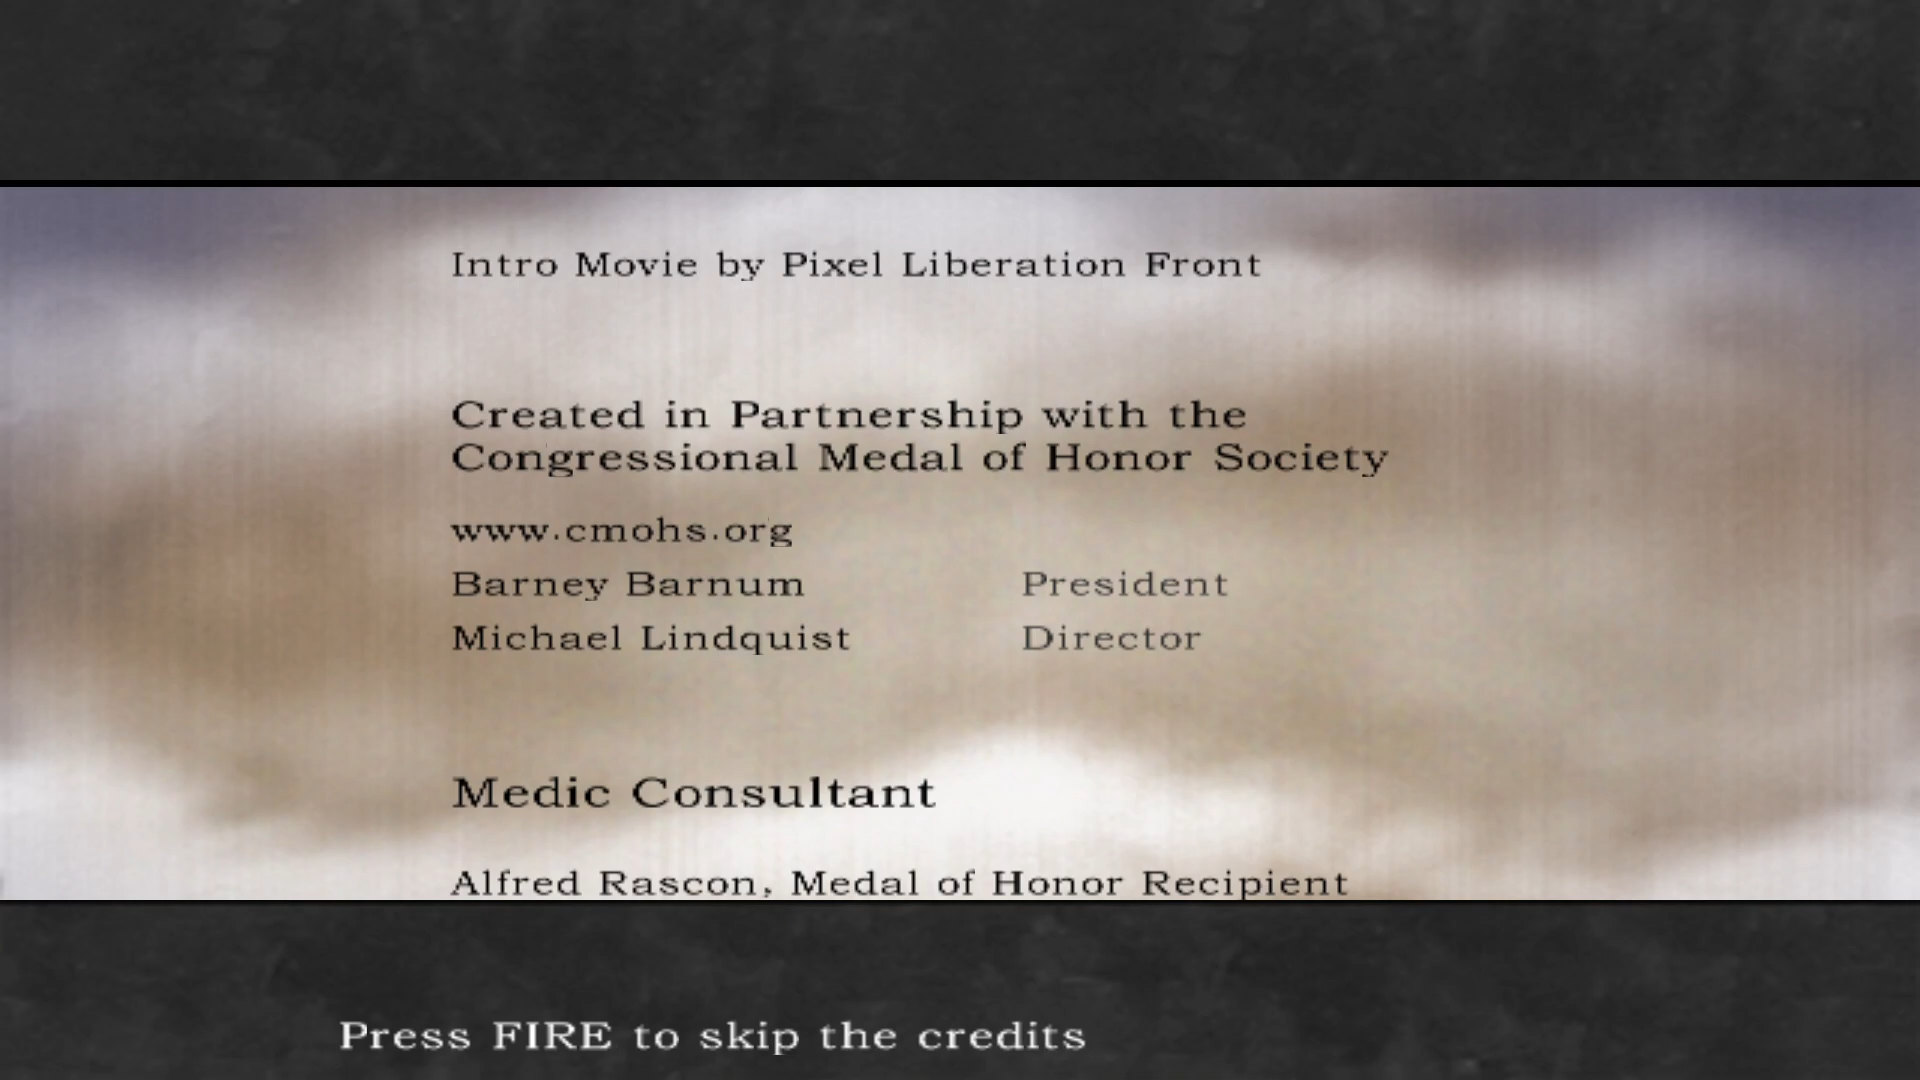 Intro Movie by Pixel Liberation Front
Created in Partnership with the
Congressional Medal of Honor Society
www.cmohs.org
Barney Barnum President
Michael Lindquist Director
Medic Consultant
Alfred Rascon, Medal of Honor Recipient
Press FIRE to skip the credits